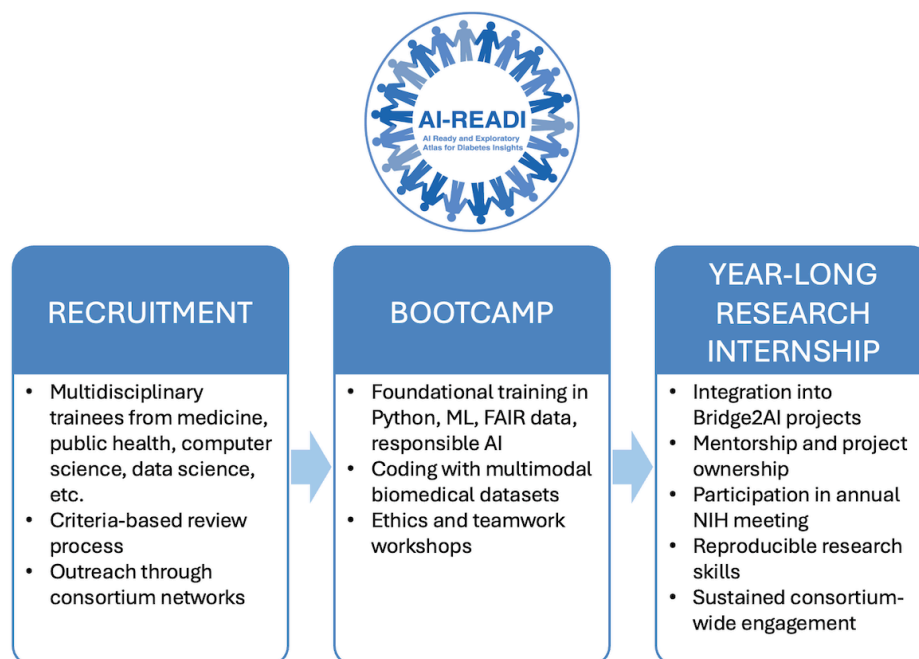 AI-READI
AI Ready and Exploratory
Atlas for Diabetes Insights
RECRUITMENT
• Multidisciplinary
trainees from medicine,
public health, computer
science, data science,
etc.
• Criteria-based review
process
• Outreach through
consortium networks
BOOTCAMP
• Foundational training in
Python, ML, FAIR data,
responsible AI
• Coding with multimodal
biomedical datasets
• Ethics and teamwork
workshops
YEAR-LONG
RESEARCH
INTERNSHIP
• Integration into
Bridge2AI projects
• Mentorship and project
ownership
• Participation in annual
NIH meeting
• Reproducible research
skills
• Sustained consortium-
wide engagement